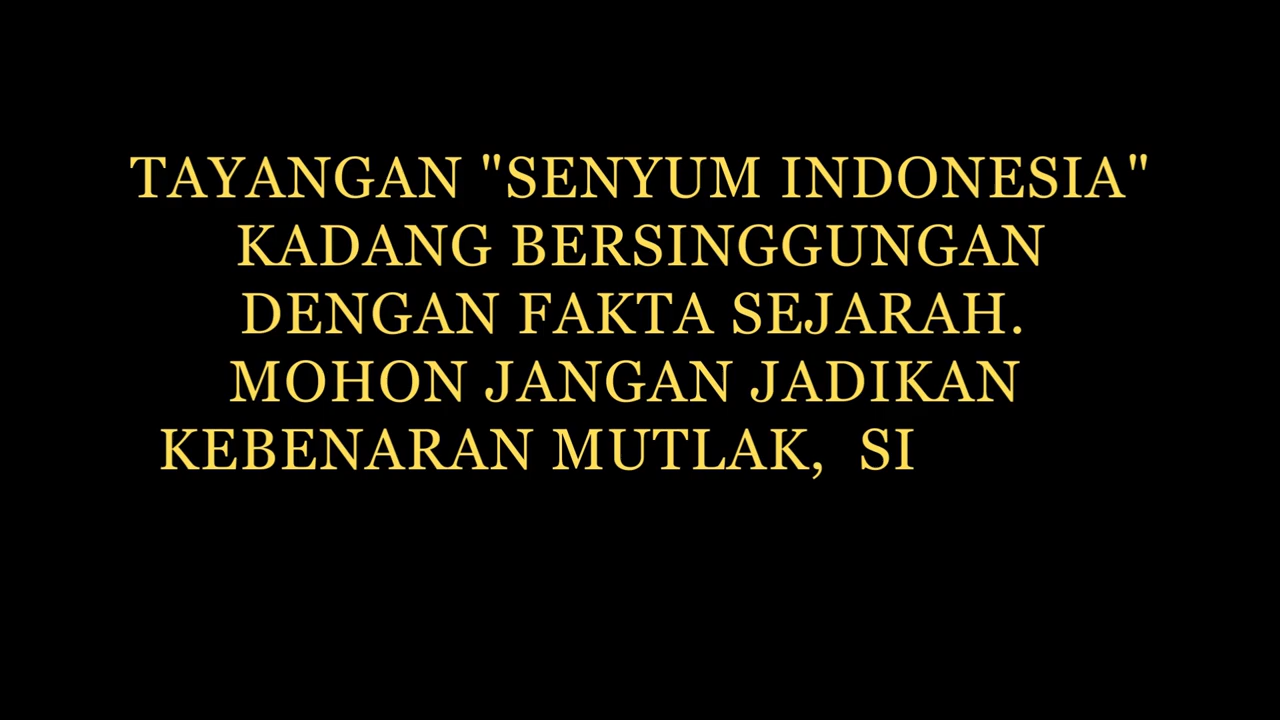 TAYANGAN "SENYUM INDONESIA"
KADANG BERSINGGUNGAN
DENGAN FAKTA SEJARAH.
MOHON JANGAN JADIKAN
KEBENARAN MUTLAK,  SI